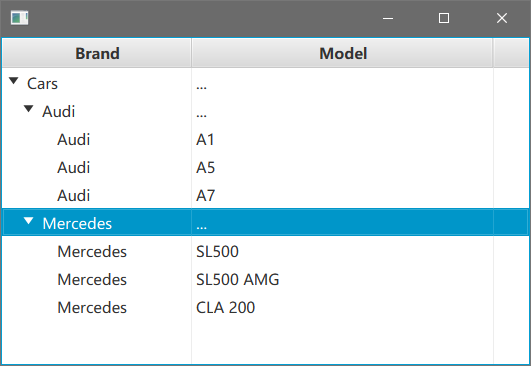 Brand Model
Cars ...
Audi ...
Audi A1
Audi A5
Audi A7
Mercedes ...
Mercedes SL500
Mercedes SL500 AMG
Mercedes CLA 200